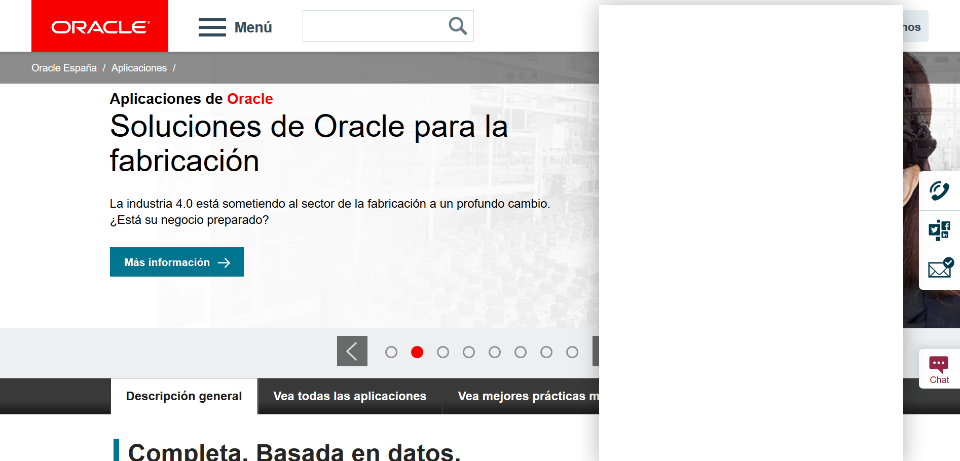 ORACLE
Menú
Oracle España / Aplicaciones /
Aplicaciones de Oracle
Soluciones de Oracle para la
fabricación
La industria 4.0 está sometiendo al sector de la fabricación a un profundo cambio.
¿Está su negocio preparado?
Más información
Chat
Descripción general
Vea todas las aplicaciones
Vea mejores prácticas
Completa. Basada en datos.